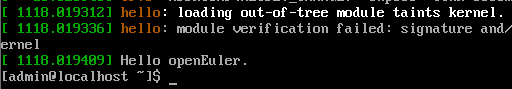 [ 1118.019312] hello: loading out-of-tree module taints kernel.
[ 1118.019336] hello: module verification failed: signature and/
ernel
[ 1118.019409] Hello openEuler.
[admin@localhost ~]$ _